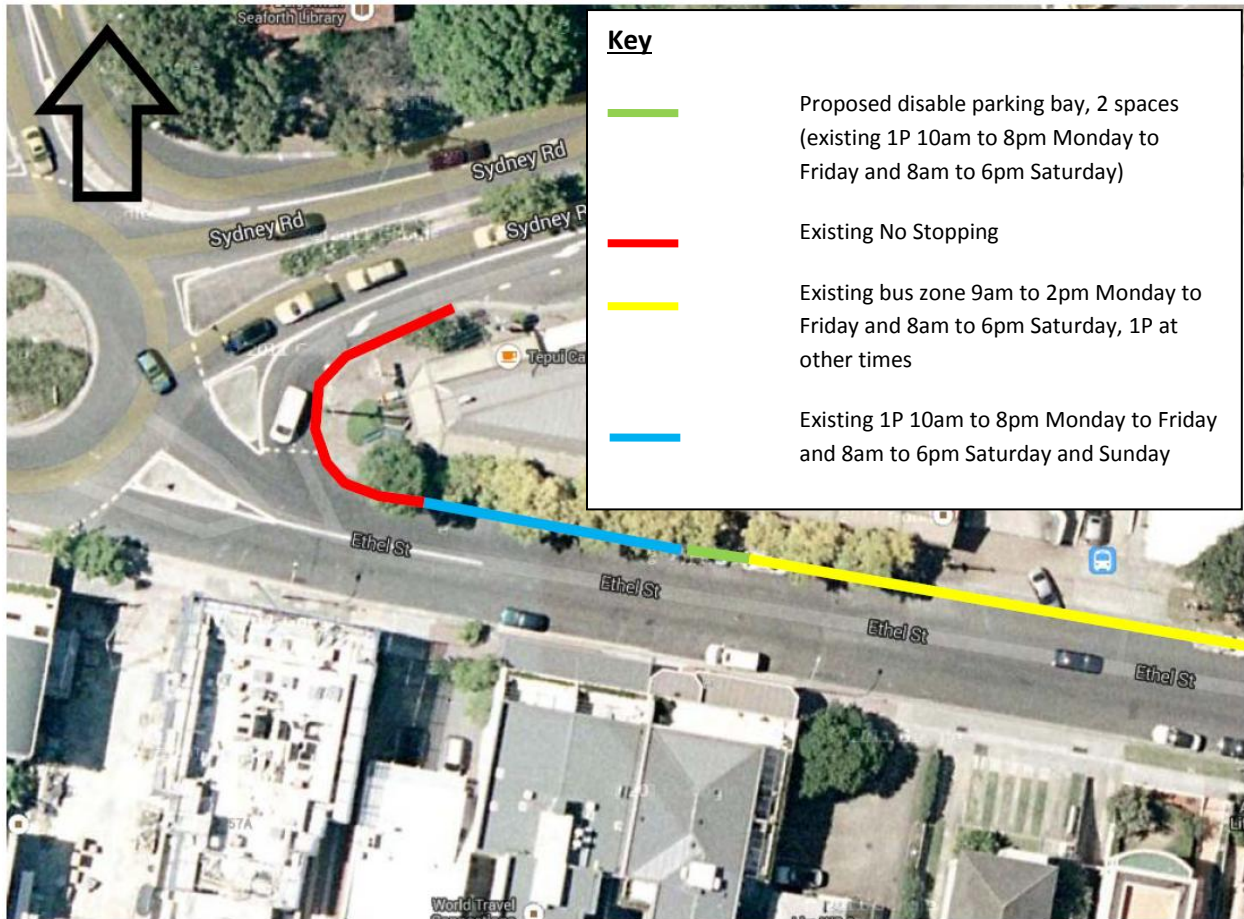 Seaforth Library
Key
Proposed disable parking bay, 2 spaces
(existing 1P 10am to 8pm Monday to
Friday and 8am to 6pm Saturday)
Existing No Stopping
Existing bus zone 9am to 2pm Monday to
Friday and 8am to 6pm Saturday, 1P at
other times
Existing 1P 10am to 8pm Monday to Friday
and 8am to 6pm Saturday and Sunday
Sydney Rd
Sydney Rd
Sydney R
Tepui Ca
Ethel St
Ethel St
Ethel St
Ethel St
57A
World Travel